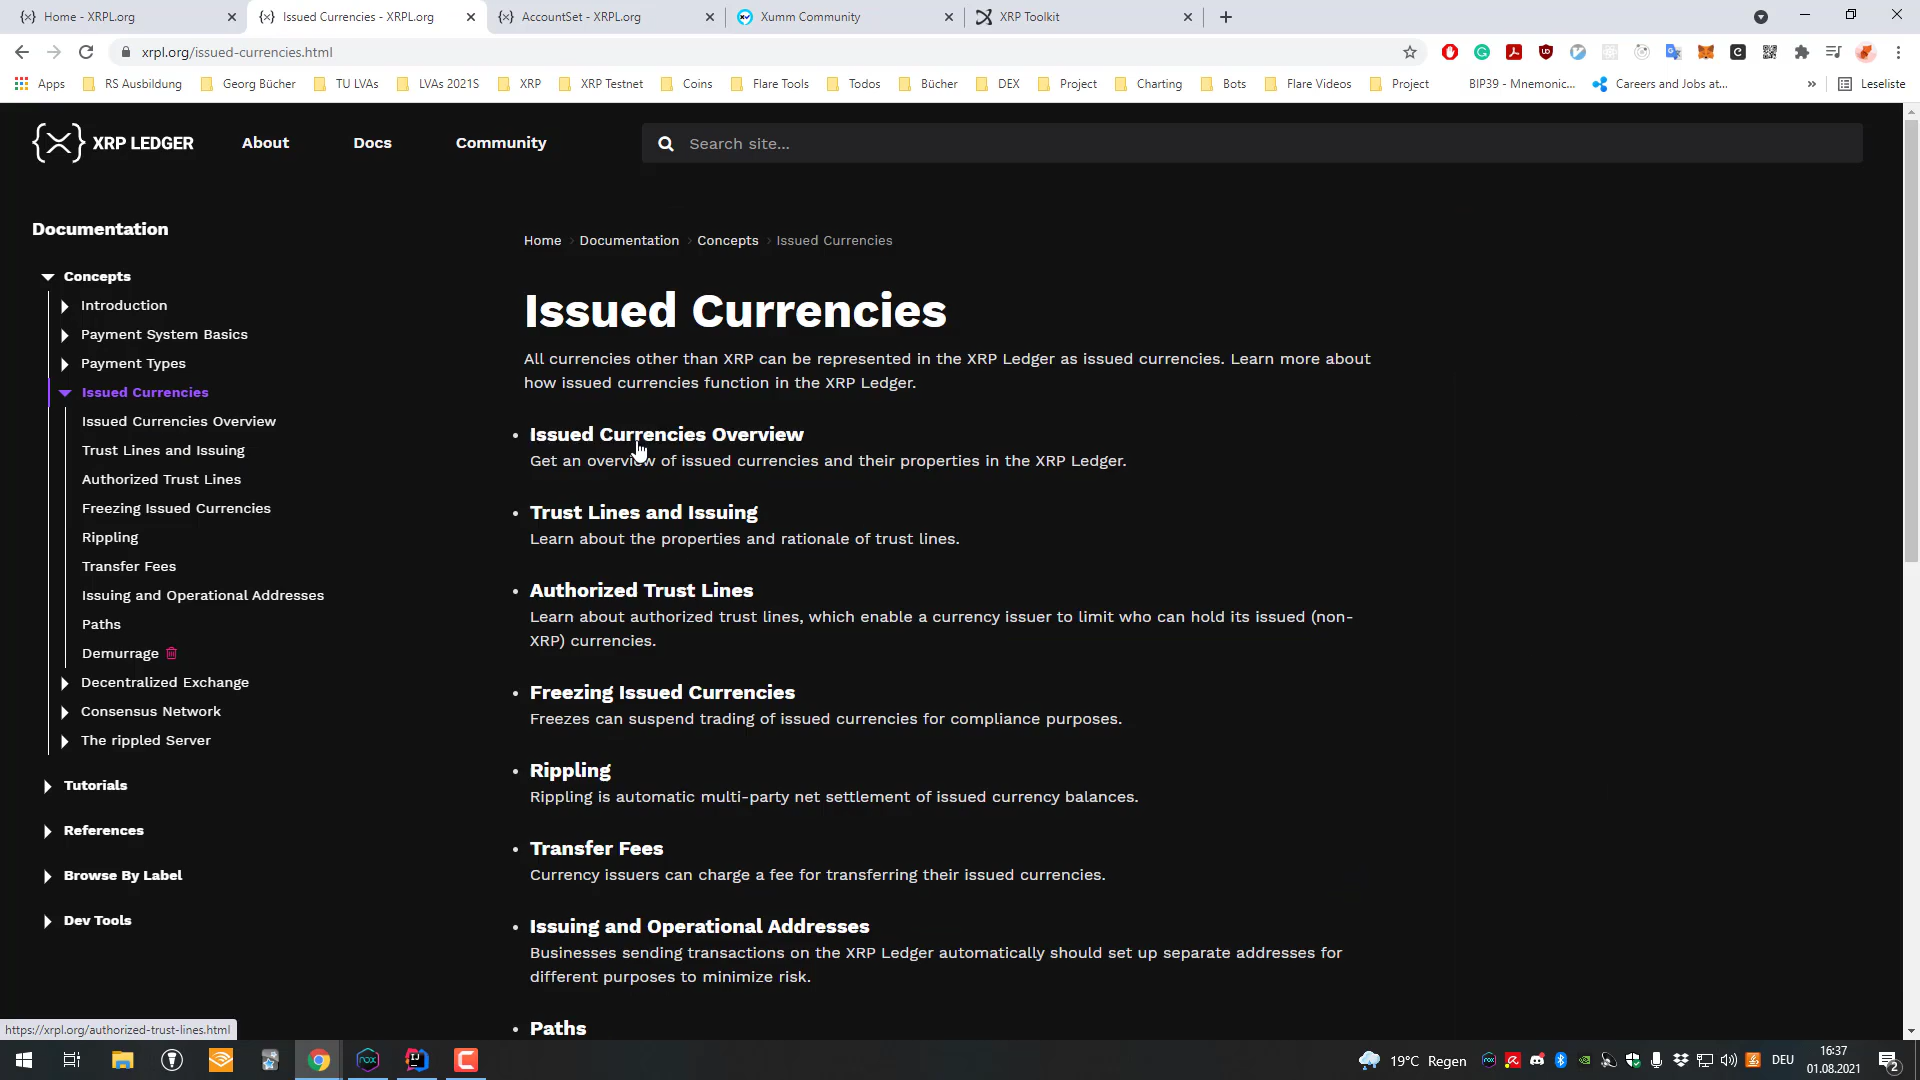 Home - XRPL.org
Issued Currencies - XRPL.org
AccountSet - XRPL.org
Xumm Community
XRP Toolkit
xrpl.org/issued-currencies.html
Apps
RS Ausbildung
Georg Bücher
TU LVAs
LVAs 2021S
XRP
XRP Testnet
Coins
Flare Tools
Todos
Bücher
DEX
Project
Charting
Bots
Flare Videos
Project
BIP39 - Mnemonic...
Careers and Jobs at...
»
Leseliste
XRP LEDGER
About
Docs
Community
Search site...
Documentation
Concepts
Introduction
Payment System Basics
Payment Types
Issued Currencies
Issued Currencies Overview
Trust Lines and Issuing
Authorized Trust Lines
Freezing Issued Currencies
Rippling
Transfer Fees
Issuing and Operational Addresses
Paths
Demurrage
Decentralized Exchange
Consensus Network
The rippled Server
Tutorials
References
Browse By Label
Dev Tools
Home > Documentation > Concepts > Issued Currencies
Issued Currencies
All currencies other than XRP can be represented in the XRP Ledger as issued currencies. Learn more about
how issued currencies function in the XRP Ledger.
• Issued Currencies Overview
Get an overview of issued currencies and their properties in the XRP Ledger.
• Trust Lines and Issuing
Learn about the properties and rationale of trust lines.
• Authorized Trust Lines
Learn about authorized trust lines, which enable a currency issuer to limit who can hold its issued (non-
XRP) currencies.
• Freezing Issued Currencies
Freezes can suspend trading of issued currencies for compliance purposes.
• Rippling
Rippling is automatic multi-party net settlement of issued currency balances.
• Transfer Fees
Currency issuers can charge a fee for transferring their issued currencies.
• Issuing and Operational Addresses
Businesses sending transactions on the XRP Ledger automatically should set up separate addresses for
different purposes to minimize risk.
• Paths
https://xrpl.org/authorized-trust-lines.html
19°C Regen
DEU
16:37
01.08.2021
2